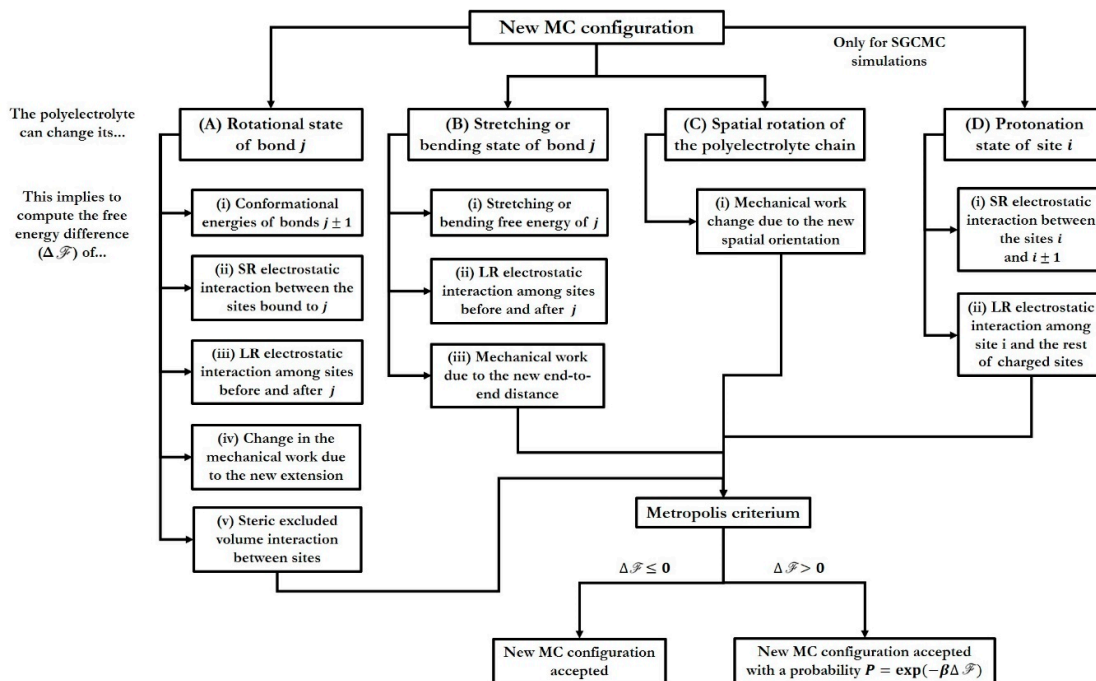 New MC configuration
Only for SGCMC
simulations
The polyelectrolyte
can change its...
(A) Rotational state
of bond j
(B) Stretching or
bending state of bond j
(C) Spatial rotation of
the polyelectrolyte chain
(D) Protonation
state of site i
This implies to
compute the free
energy difference
(Δ ℱ) of...
(i) Conformational
energies of bonds j ± 1
(ii) SR electrostatic
interaction between the
sites bound to j
(iii) LR electrostatic
interaction among sites
before and after j
(iv) Change in the
mechanical work due
to the new extension
(v) Steric excluded
volume interaction
between sites
(i) Stretching or
bending free energy of j
(ii) LR electrostatic
interaction among sites
before and after j
(iii) Mechanical work
due to the new end-to-
end distance
(i) Mechanical work
change due to the new
spatial orientation
(i) SR electrostatic
interaction between
the sites i
and i ± 1
(ii) LR electrostatic
interaction among
site i and the rest
of charged sites
Metropolis criterium
Δ ℱ ≤ 0
Δ ℱ > 0
New MC configuration
accepted
New MC configuration accepted
with a probability P = exp(−βΔ ℱ)